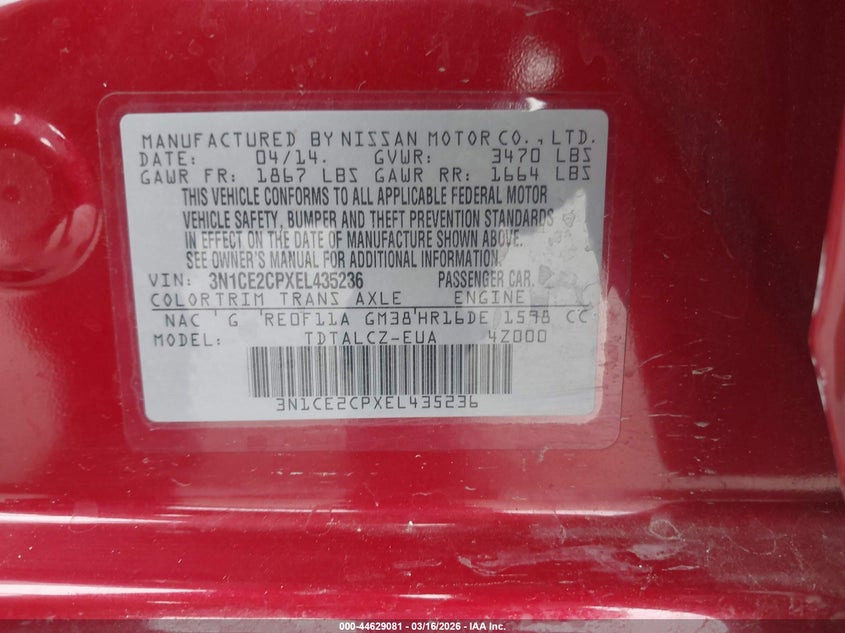 MANUFACTURED BY NISSAN MOTOR CO., LTD.
DATE: 04/14. GVWR: 3470 LBS
GAWR FR: 1867 LBS GAWR RR: 1664 LBS
THIS VEHICLE CONFORMS TO ALL APPLICABLE FEDERAL MOTOR
VEHICLE SAFETY, BUMPER AND THEFT PREVENTION STANDARDS
IN EFFECT ON THE DATE OF MANUFACTURE SHOWN ABOVE.
SEE OWNER'S MANUAL FOR ADDITIONAL INFORMATION.
VIN: 3N1CE2CPXEL435236 PASSENGER CAR.
COLOR TRIM TRANS AXLE ENGINE
NAC ' G 'RE0F11A GM38'HR16DE 1598 CC
MODEL: TDTALCZ-EUA 4Z000
3N1CE2CPXEL435236
000-44629081 - 03/16/2026 - IAA Inc.